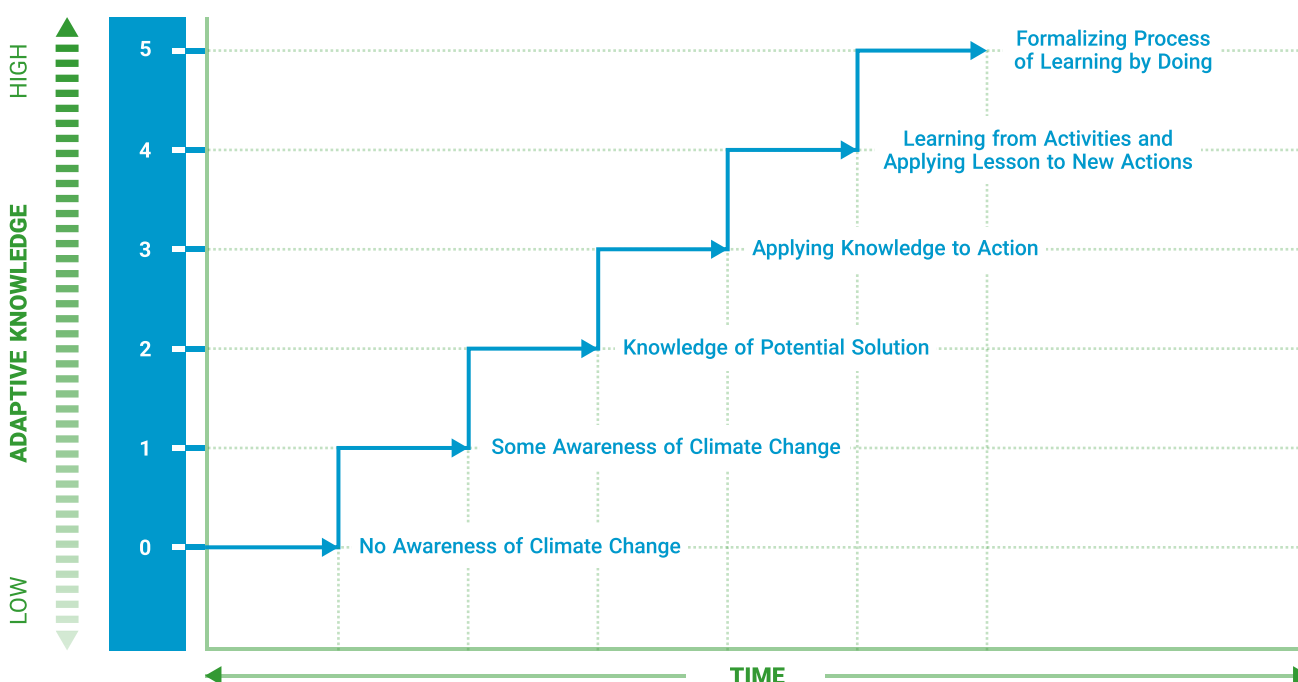 HIGH
ADAPTIVE KNOWLEDGE
LOW
5
Formalizing Process
of Learning by Doing
4
Learning from Activities and
Applying Lesson to New Actions
3
Applying Knowledge to Action
2
Knowledge of Potential Solution
1
Some Awareness of Climate Change
0
No Awareness of Climate Change
TIME